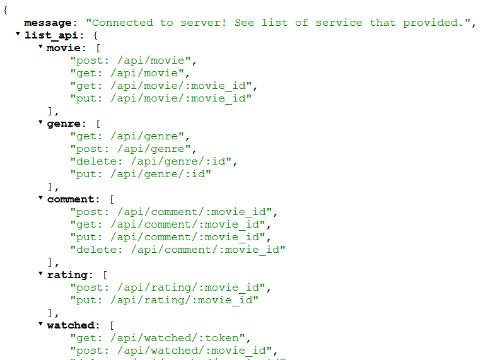 {
message: "Connected to server! See list of service that provided.",
list_api: {
movie: [
"post: /api/movie",
"get: /api/movie",
"get: /api/movie/:movie_id",
"put: /api/movie/:movie_id"
],
genre: [
"get: /api/genre",
"post: /api/genre",
"delete: /api/genre/:id",
"put: /api/genre/:id"
],
comment: [
"post: /api/comment/:movie_id",
"get: /api/comment/:movie_id",
"put: /api/comment/:movie_id",
"delete: /api/comment/:movie_id"
],
rating: [
"post: /api/rating/:movie_id",
"put: /api/rating/:movie_id"
],
watched: [
"get: /api/watched/:token",
"post: /api/watched/:movie_id",